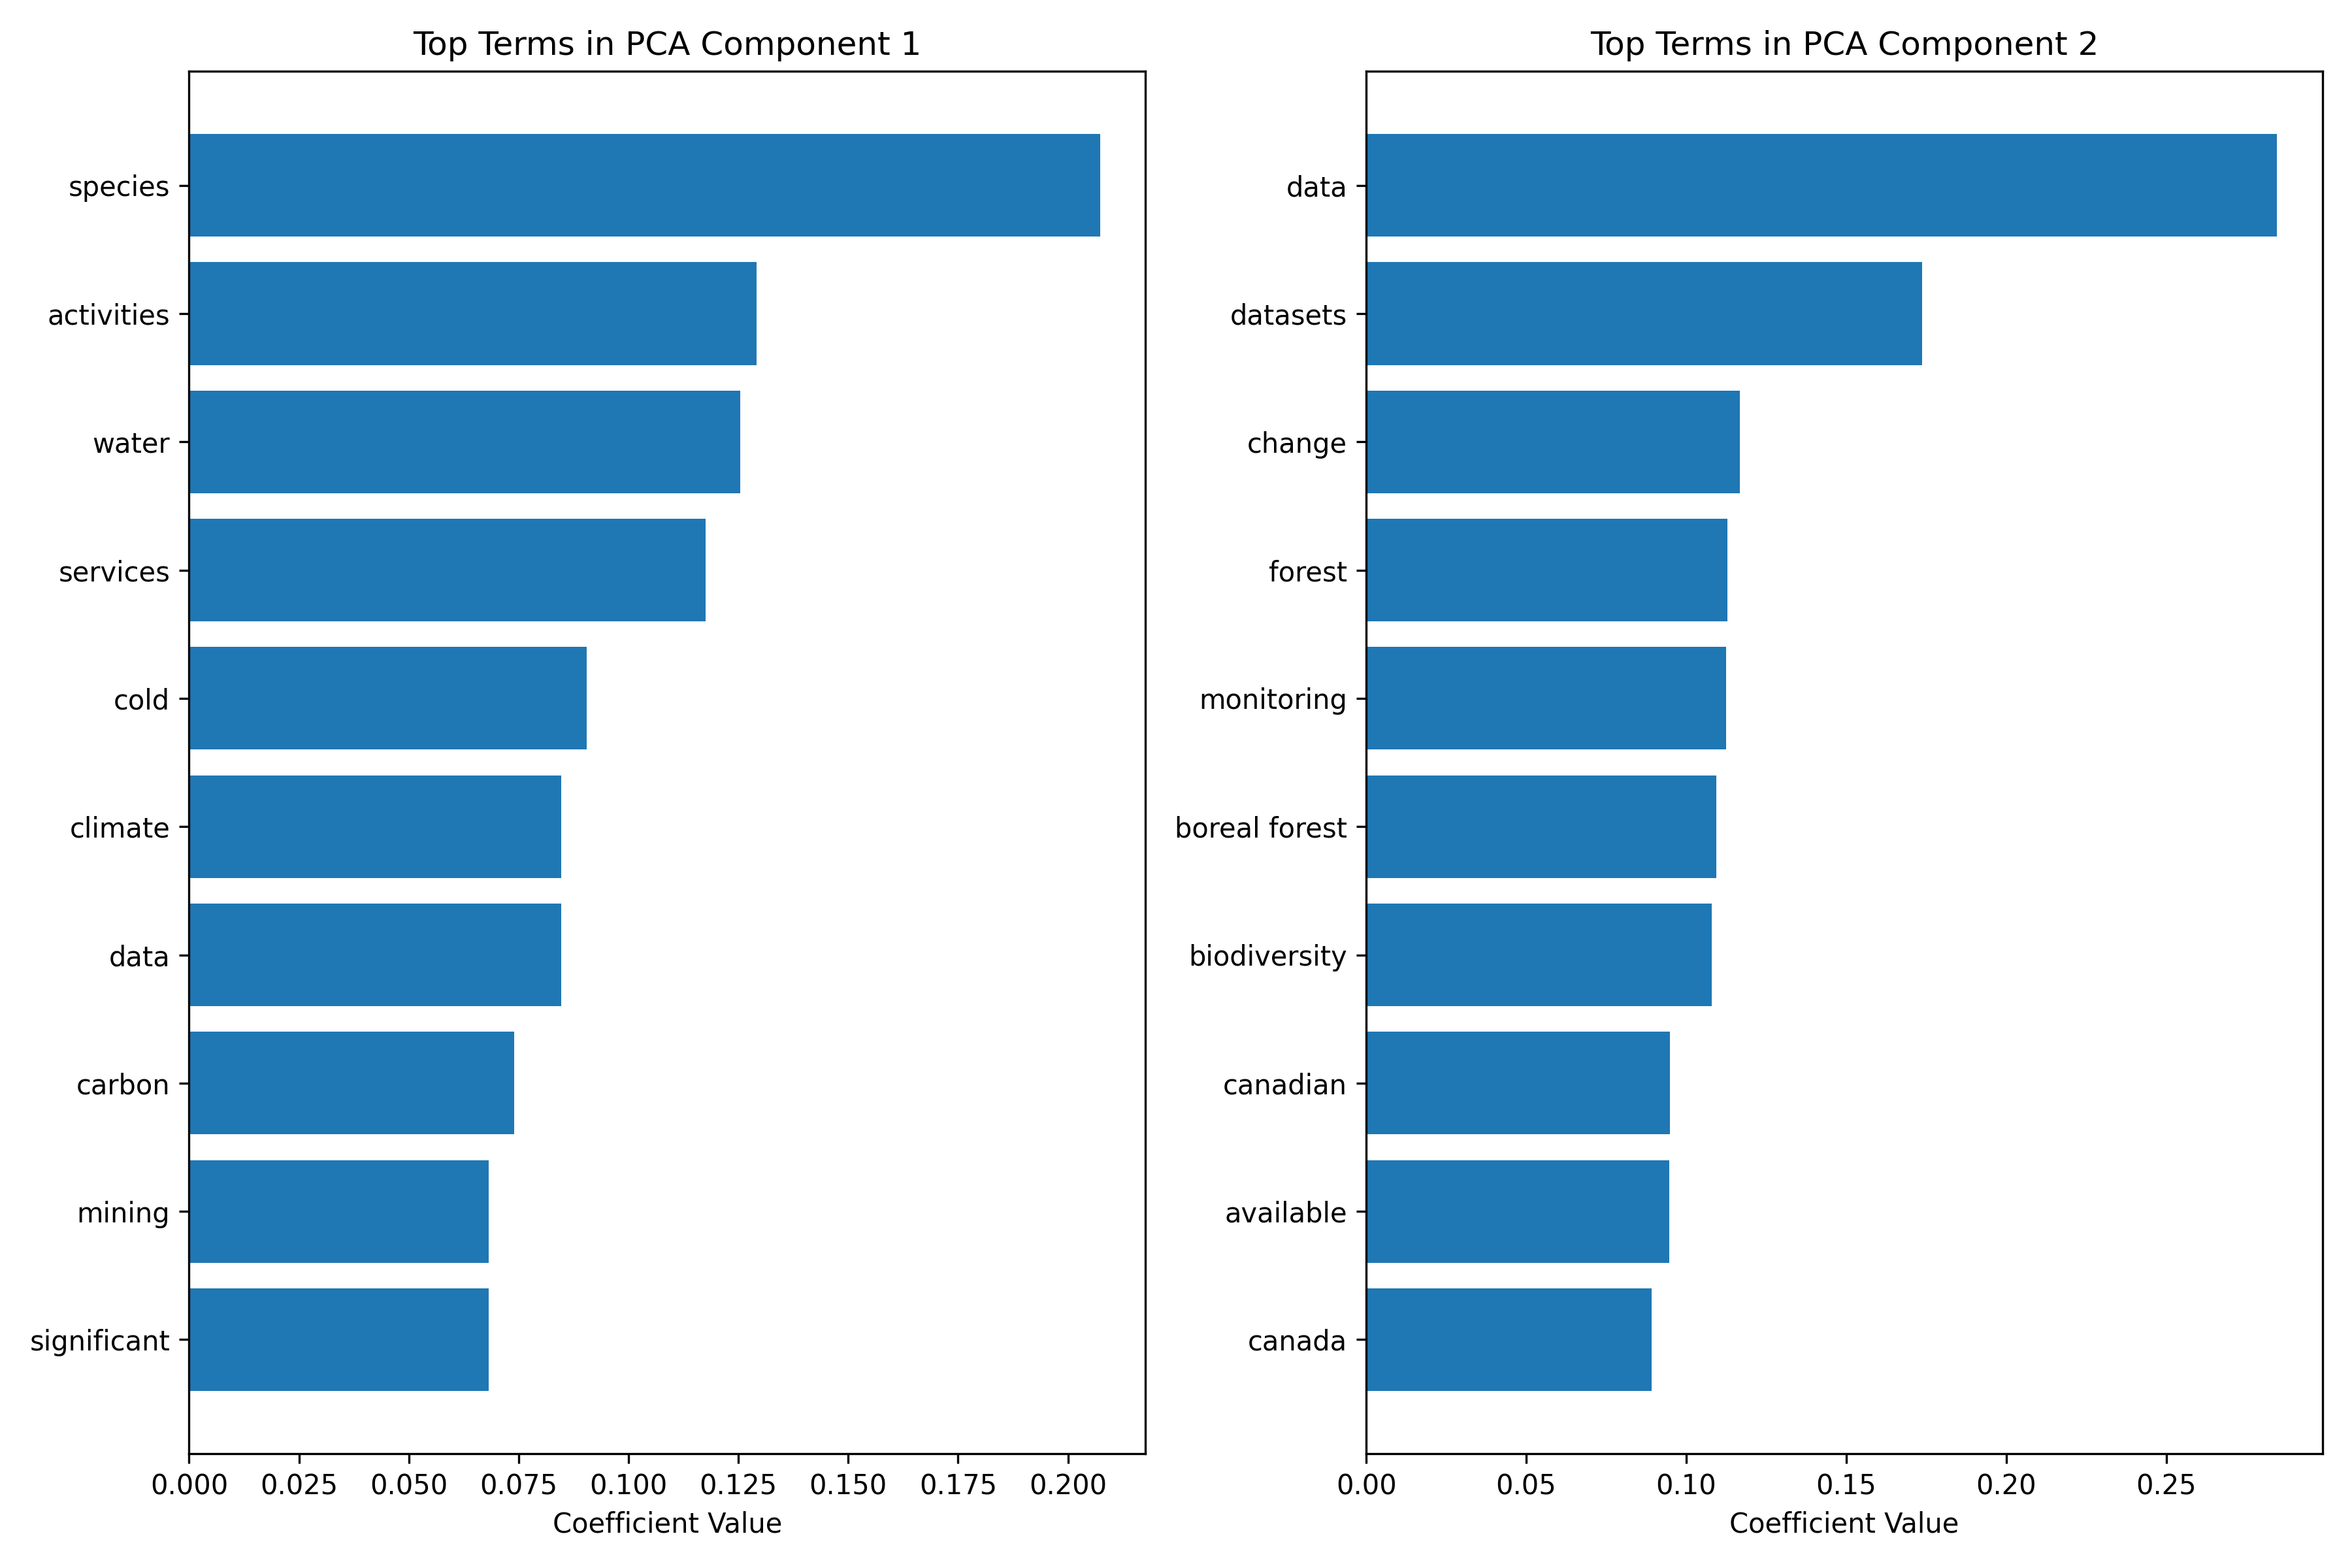 Top Terms in PCA Component 1
species
activities
water
services
cold
climate
data
carbon
mining
significant
0.000 0.025 0.050 0.075 0.100 0.125 0.150 0.175 0.200
Coefficient Value
Top Terms in PCA Component 2
data
datasets
change
forest
monitoring
boreal forest
biodiversity
canadian
available
canada
0.00 0.05 0.10 0.15 0.20 0.25
Coefficient Value